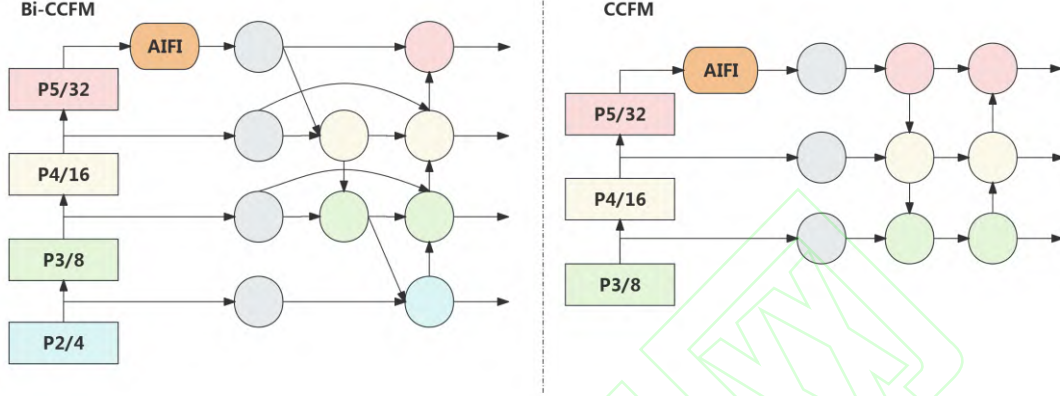 Bi-CCFM
AIFI
P5/32
P4/16
P3/8
P2/4
CCFM
AIFI
P5/32
P4/16
P3/8